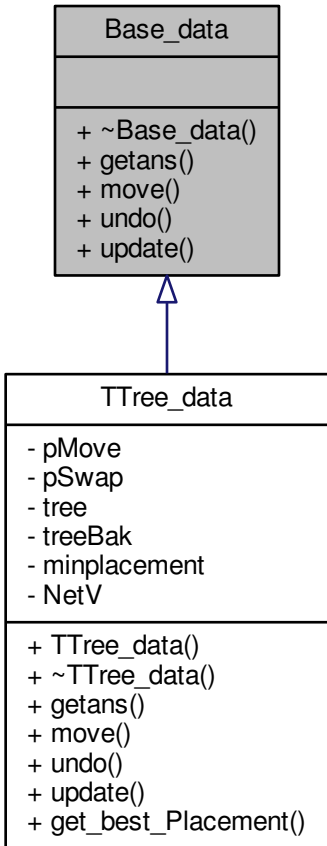 Base_data
+ ~Base_data()
+ getans()
+ move()
+ undo()
+ update()
TTree_data
- pMove
- pSwap
- tree
- treeBak
- minplacement
- NetV
+ TTree_data()
+ ~TTree_data()
+ getans()
+ move()
+ undo()
+ update()
+ get_best_Placement()